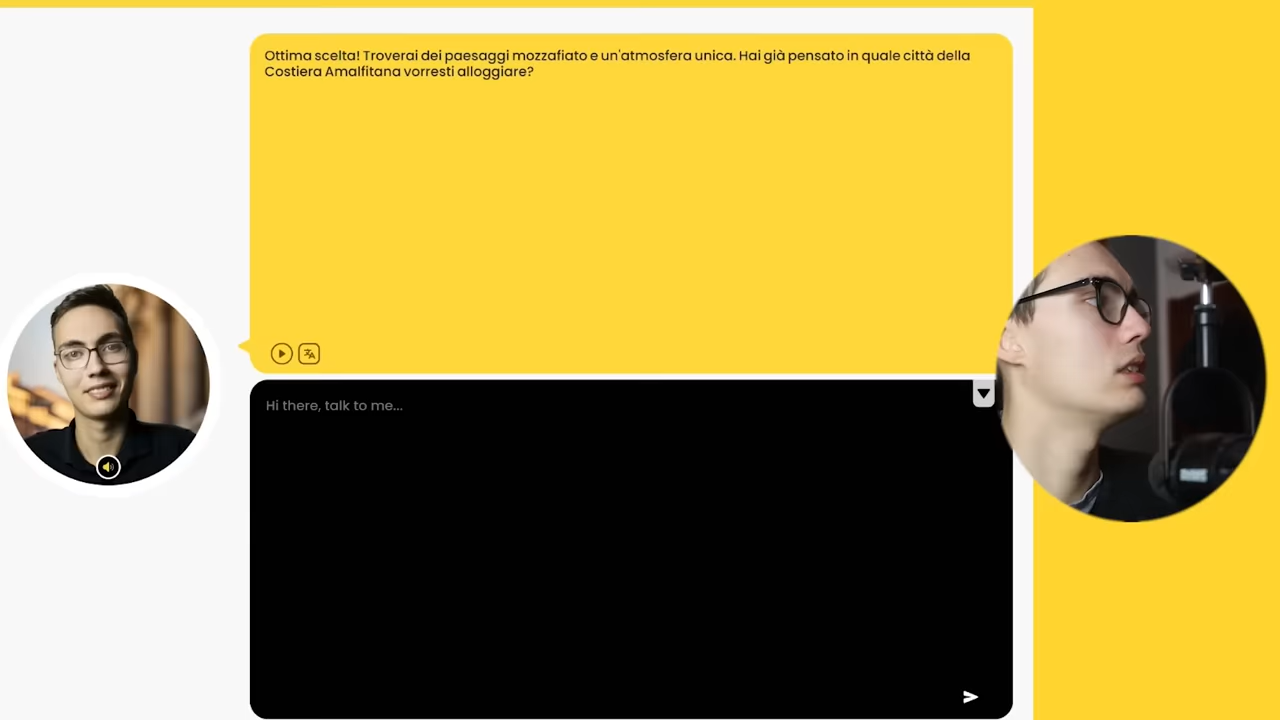 Ottima scelta! Troverai dei paesaggi mozzafiato e un'atmosfera unica. Hai già pensato in quale città della
Costiera Amalfitana vorresti alloggiare?
Hi there, talk to me...